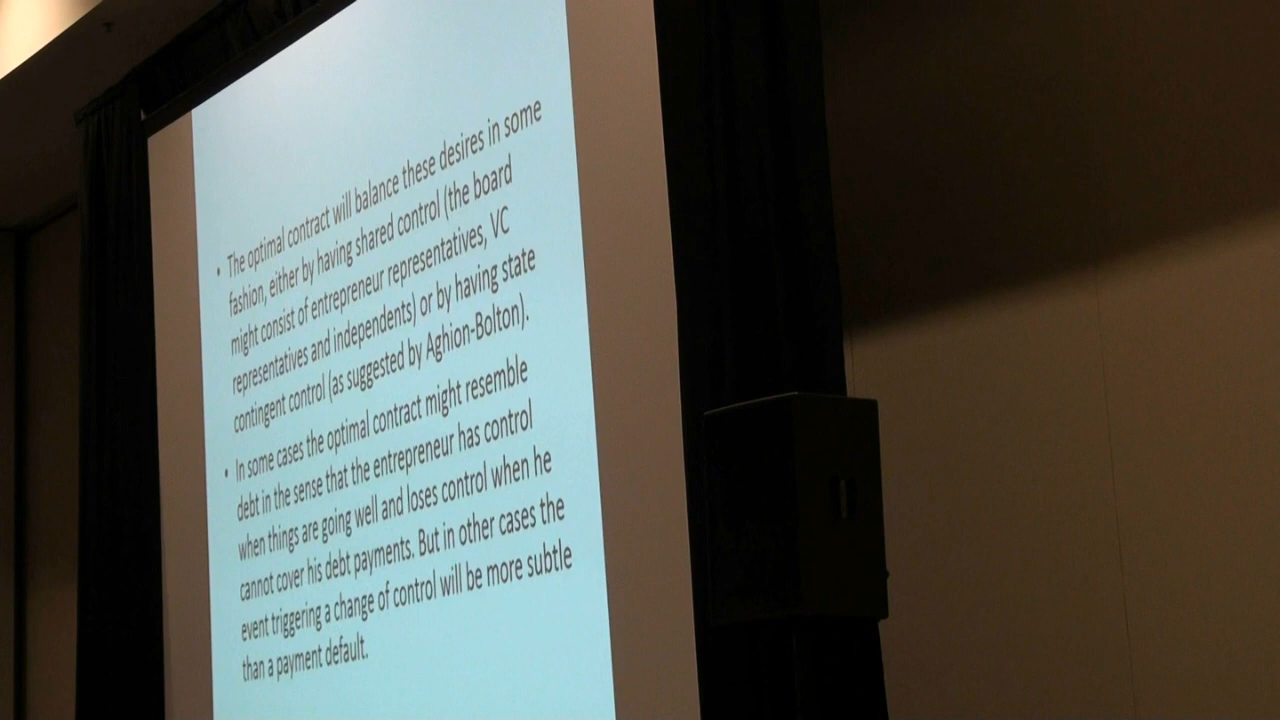 • The optimal contract will balance these desires in some
fashion, either by having shared control (the board
might consist of entrepreneur representatives, VC
representatives and independents) or by having state
contingent control (as suggested by Aghion-Bolton).
• In some cases the optimal contract might resemble
debt in the sense that the entrepreneur has control
when things are going well and loses control when he
cannot cover his debt payments. But in other cases the
event triggering a change of control will be more subtle
than a payment default.